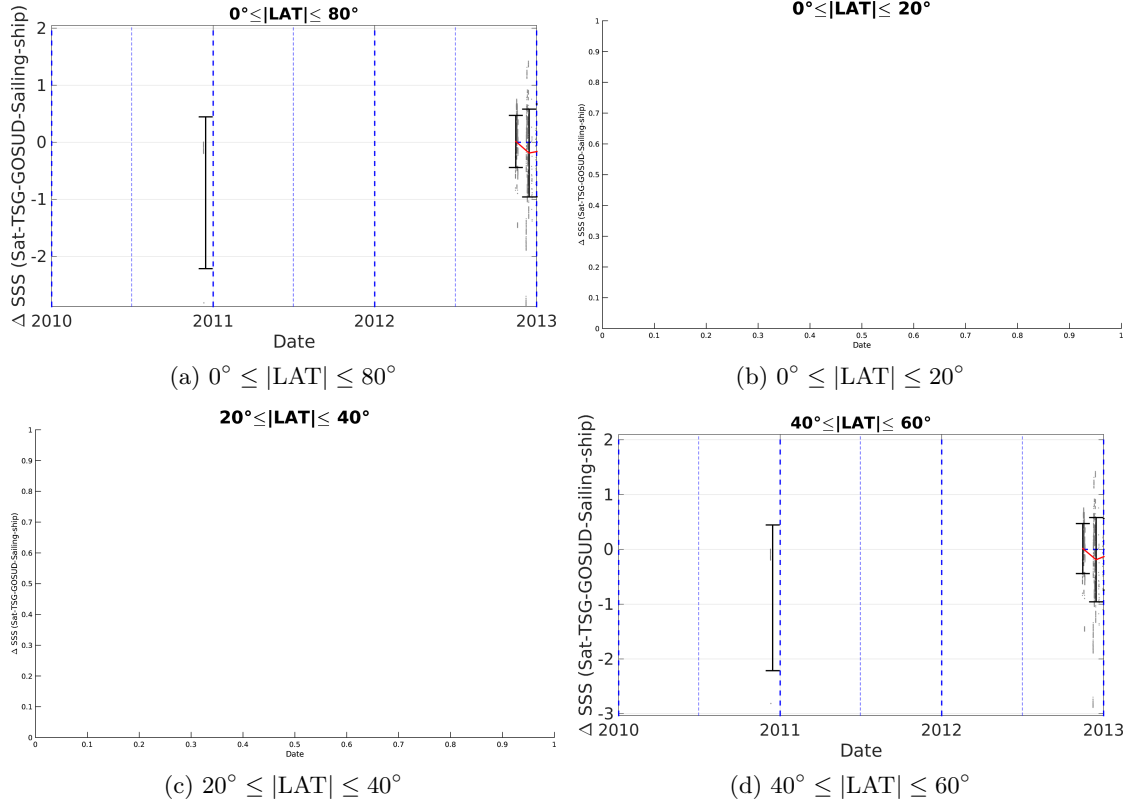 0°≤|LAT|≤ 80°
Δ SSS (Sat-TSG-GOSUD-Sailing-ship)
2
1
0
-1
-2
2010 2011 2012 2013
Date
(a) 0° ≤ |LAT| ≤ 80°
0°≤|LAT|≤ 20°
Δ SSS (Sat-TSG-GOSUD-Sailing-ship)
1
0.9
0.8
0.7
0.6
0.5
0.4
0.3
0.2
0.1
0
0 0.1 0.2 0.3 0.4 0.5 0.6 0.7 0.8 0.9 1
Date
(b) 0° ≤ |LAT| ≤ 20°
20°≤|LAT|≤ 40°
Δ SSS (Sat-TSG-GOSUD-Sailing-ship)
1
0.9
0.8
0.7
0.6
0.5
0.4
0.3
0.2
0.1
0
0 0.1 0.2 0.3 0.4 0.5 0.6 0.7 0.8 0.9 1
Date
(c) 20° ≤ |LAT| ≤ 40°
40°≤|LAT|≤ 60°
Δ SSS (Sat-TSG-GOSUD-Sailing-ship)
2
1
0
-1
-2
-3
2010 2011 2012 2013
Date
(d) 40° ≤ |LAT| ≤ 60°